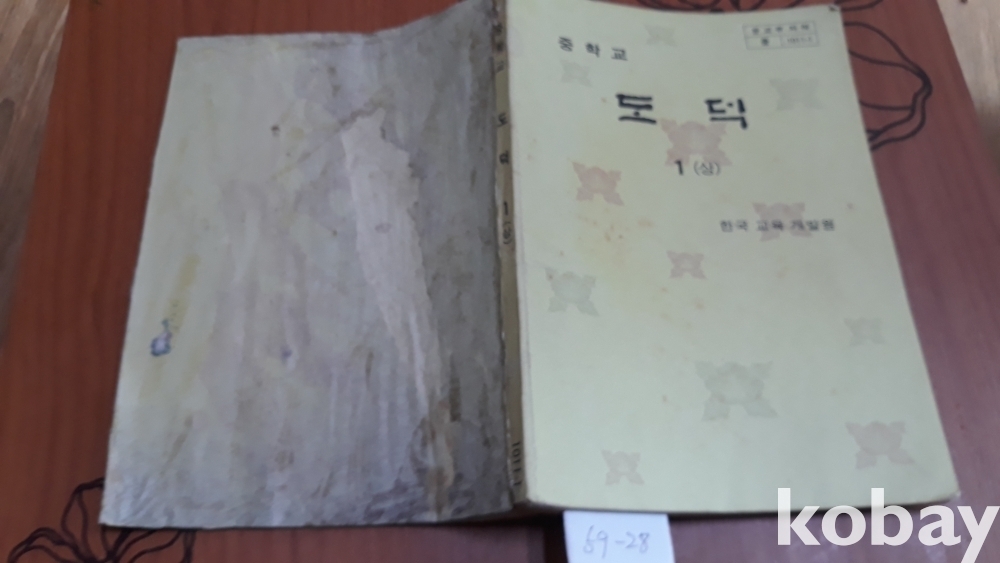 중학교
도덕
1(상)
한국 교육 개발원
도덕 1(상)
59-28
kobay